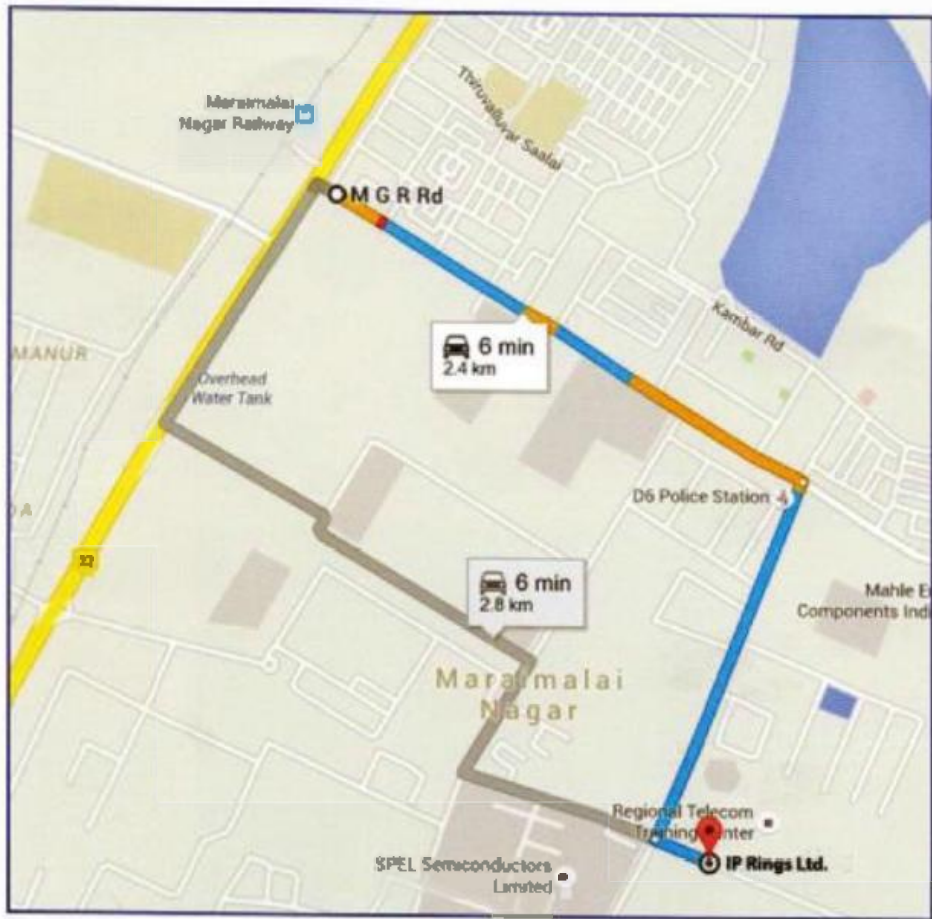 Maraimalai
Nagar Railway
Thiruvalluvar Saalai
M G R Rd
Kambar Rd
6 min
2.4 km
MANUR
Overhead
Water Tank
D6 Police Station
DA
6 min
2.8 km
Mahle E
Components Indi
Maraimalai
Nagar
Regional Telecom
Training Center
IP Rings Ltd.
SPEL Semiconductors
Limited